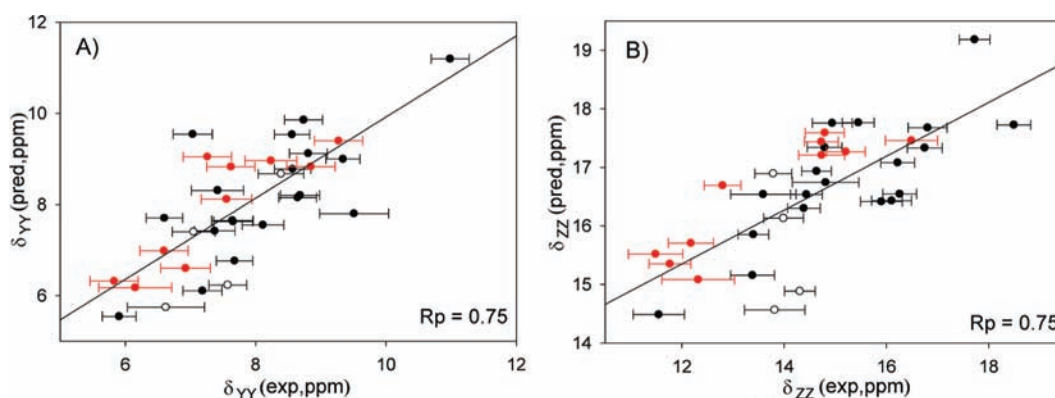 A)
12
10
8
6
δYY (pred,ppm)
Rp = 0.75
6 8 10 12
δYY (exp,ppm)
B)
19
18
17
16
15
14
δZZ (pred,ppm)
Rp = 0.75
12 14 16 18
δZZ (exp,ppm)